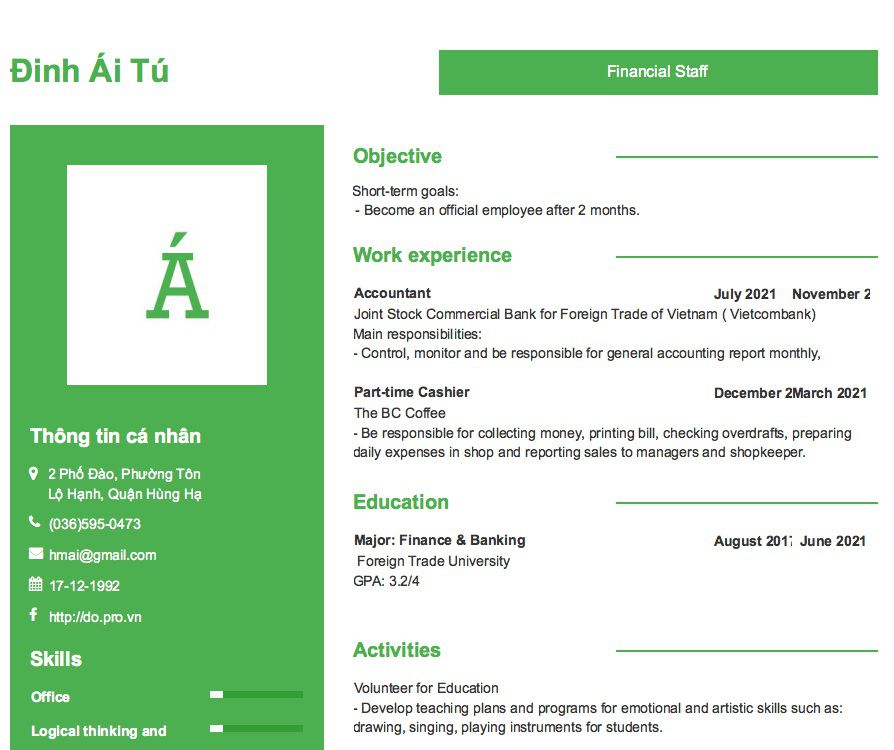 Đinh Ái Tú
Financial Staff
Á
Thông tin cá nhân
2 Phố Đào, Phường Tôn
Lộ Hạnh, Quận Hùng Hạ
(036)595-0473
hmai@gmail.com
17-12-1992
http://do.pro.vn
Skills
Office
Logical thinking and
Objective
Short-term goals:
- Become an official employee after 2 months.
Work experience
Accountant July 2021 November 2
Joint Stock Commercial Bank for Foreign Trade of Vietnam ( Vietcombank)
Main responsibilities:
- Control, monitor and be responsible for general accounting report monthly,
Part-time Cashier December 2 March 2021
The BC Coffee
- Be responsible for collecting money, printing bill, checking overdrafts, preparing
daily expenses in shop and reporting sales to managers and shopkeeper.
Education
Major: Finance & Banking August 2017 June 2021
Foreign Trade University
GPA: 3.2/4
Activities
Volunteer for Education
- Develop teaching plans and programs for emotional and artistic skills such as:
drawing, singing, playing instruments for students.